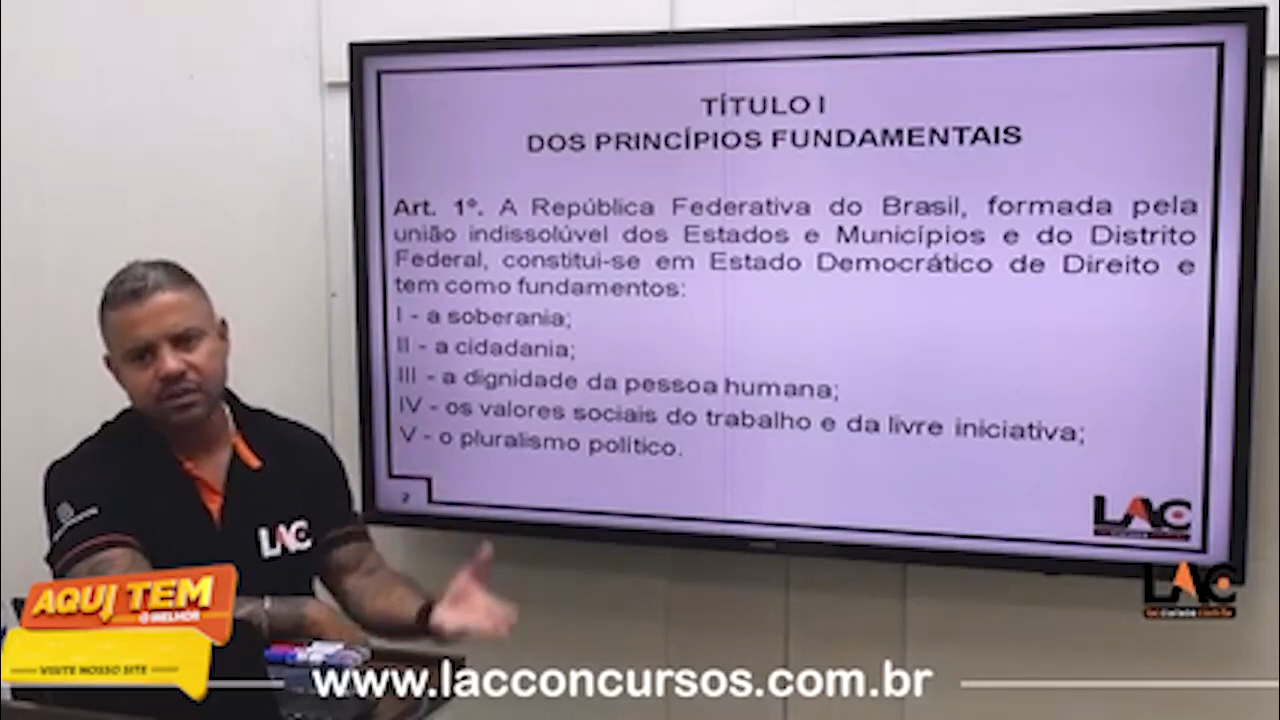 TÍTULO I
DOS PRINCÍPIOS FUNDAMENTAIS
Art. 1º. A República Federativa do Brasil, formada pela
união indissolúvel dos Estados e Municípios e do Distrito
Federal, constitui-se em Estado Democrático de Direito e
tem como fundamentos:
I - a soberania;
II - a cidadania;
III - a dignidade da pessoa humana;
IV - os valores sociais do trabalho e da livre iniciativa;
V - o pluralismo político.
2
LAC
LAC
LAC
AQUI TEM
O MELHOR
VISITE NOSSO SITE
www.lacconcursos.com.br